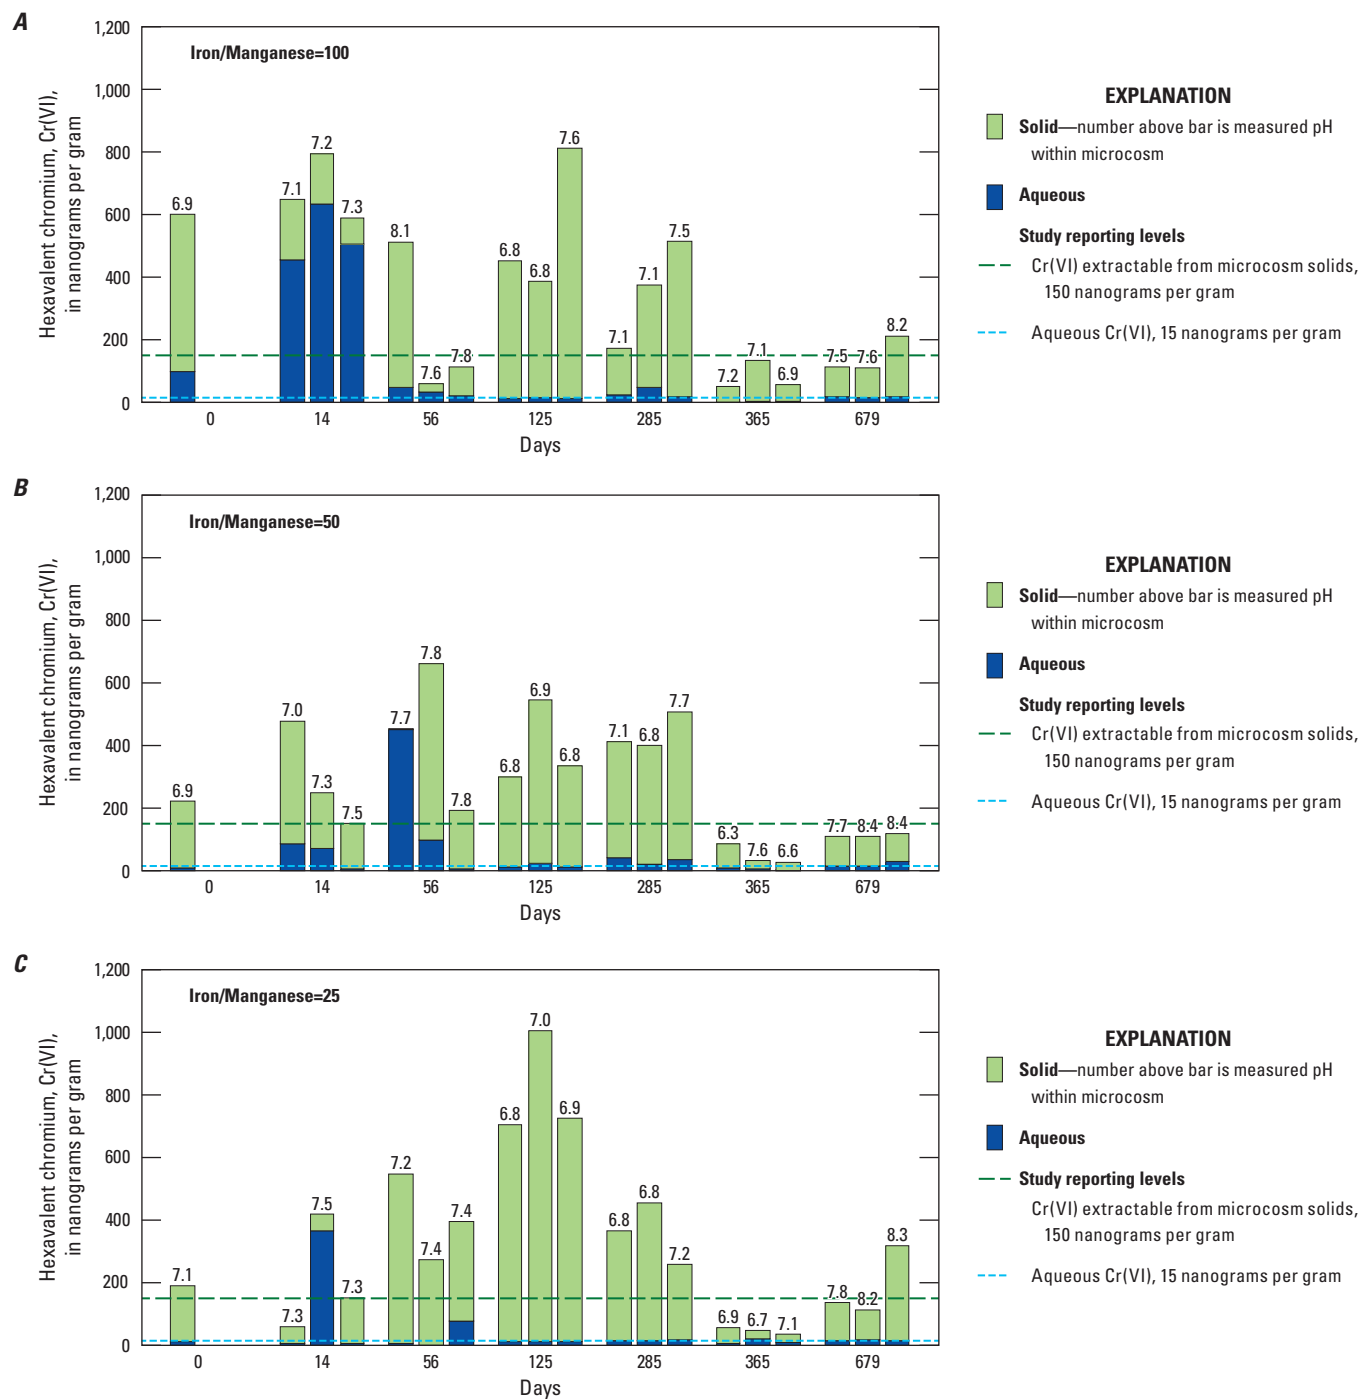 A
Iron/Manganese=100
Hexavalent chromium, Cr(VI),
in nanograms per gram
1,200
1,000
800
600
400
200
0
6.9
7.1
7.2
7.3
8.1
7.6
7.8
6.8
6.8
7.6
7.1
7.1
7.5
7.2
7.1
6.9
7.5
7.6
8.2
0
14
56
125
285
365
679
Days
EXPLANATION
Solid—number above bar is measured pH
within microcosm
Aqueous
Study reporting levels
Cr(VI) extractable from microcosm solids,
150 nanograms per gram
Aqueous Cr(VI), 15 nanograms per gram
B
Iron/Manganese=50
Hexavalent chromium, Cr(VI),
in nanograms per gram
1,200
1,000
800
600
400
200
0
6.9
7.0
7.3
7.5
7.7
7.8
7.8
6.8
6.9
6.8
7.1
6.8
7.7
6.3
7.6
6.6
7.7
8.4
8.4
0
14
56
125
285
365
679
Days
EXPLANATION
Solid—number above bar is measured pH
within microcosm
Aqueous
Study reporting levels
Cr(VI) extractable from microcosm solids,
150 nanograms per gram
Aqueous Cr(VI), 15 nanograms per gram
C
Iron/Manganese=25
Hexavalent chromium, Cr(VI),
in nanograms per gram
1,200
1,000
800
600
400
200
0
7.1
7.3
7.5
7.3
7.2
7.4
7.4
6.8
7.0
6.9
6.8
6.8
7.2
6.9
6.7
7.1
7.8
8.2
8.3
0
14
56
125
285
365
679
Days
EXPLANATION
Solid—number above bar is measured pH
within microcosm
Aqueous
Study reporting levels
Cr(VI) extractable from microcosm solids,
150 nanograms per gram
Aqueous Cr(VI), 15 nanograms per gram